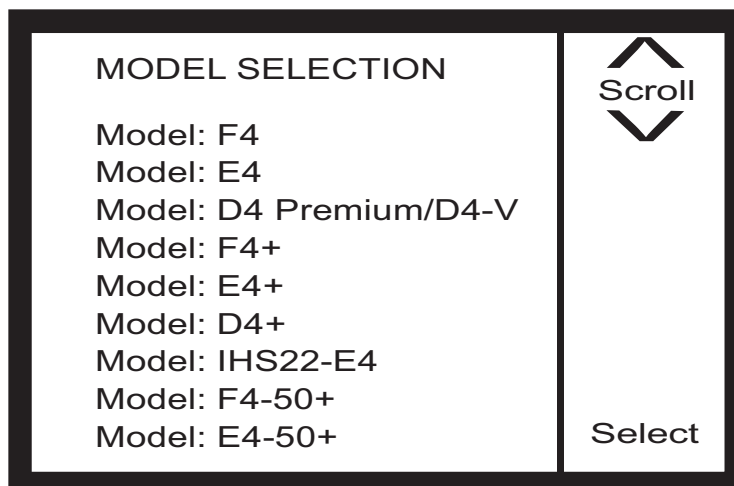 MODEL SELECTION
Model: F4
Model: E4
Model: D4 Premium/D4-V
Model: F4+
Model: E4+
Model: D4+
Model: IHS22-E4
Model: F4-50+
Model: E4-50+
Scroll
Select